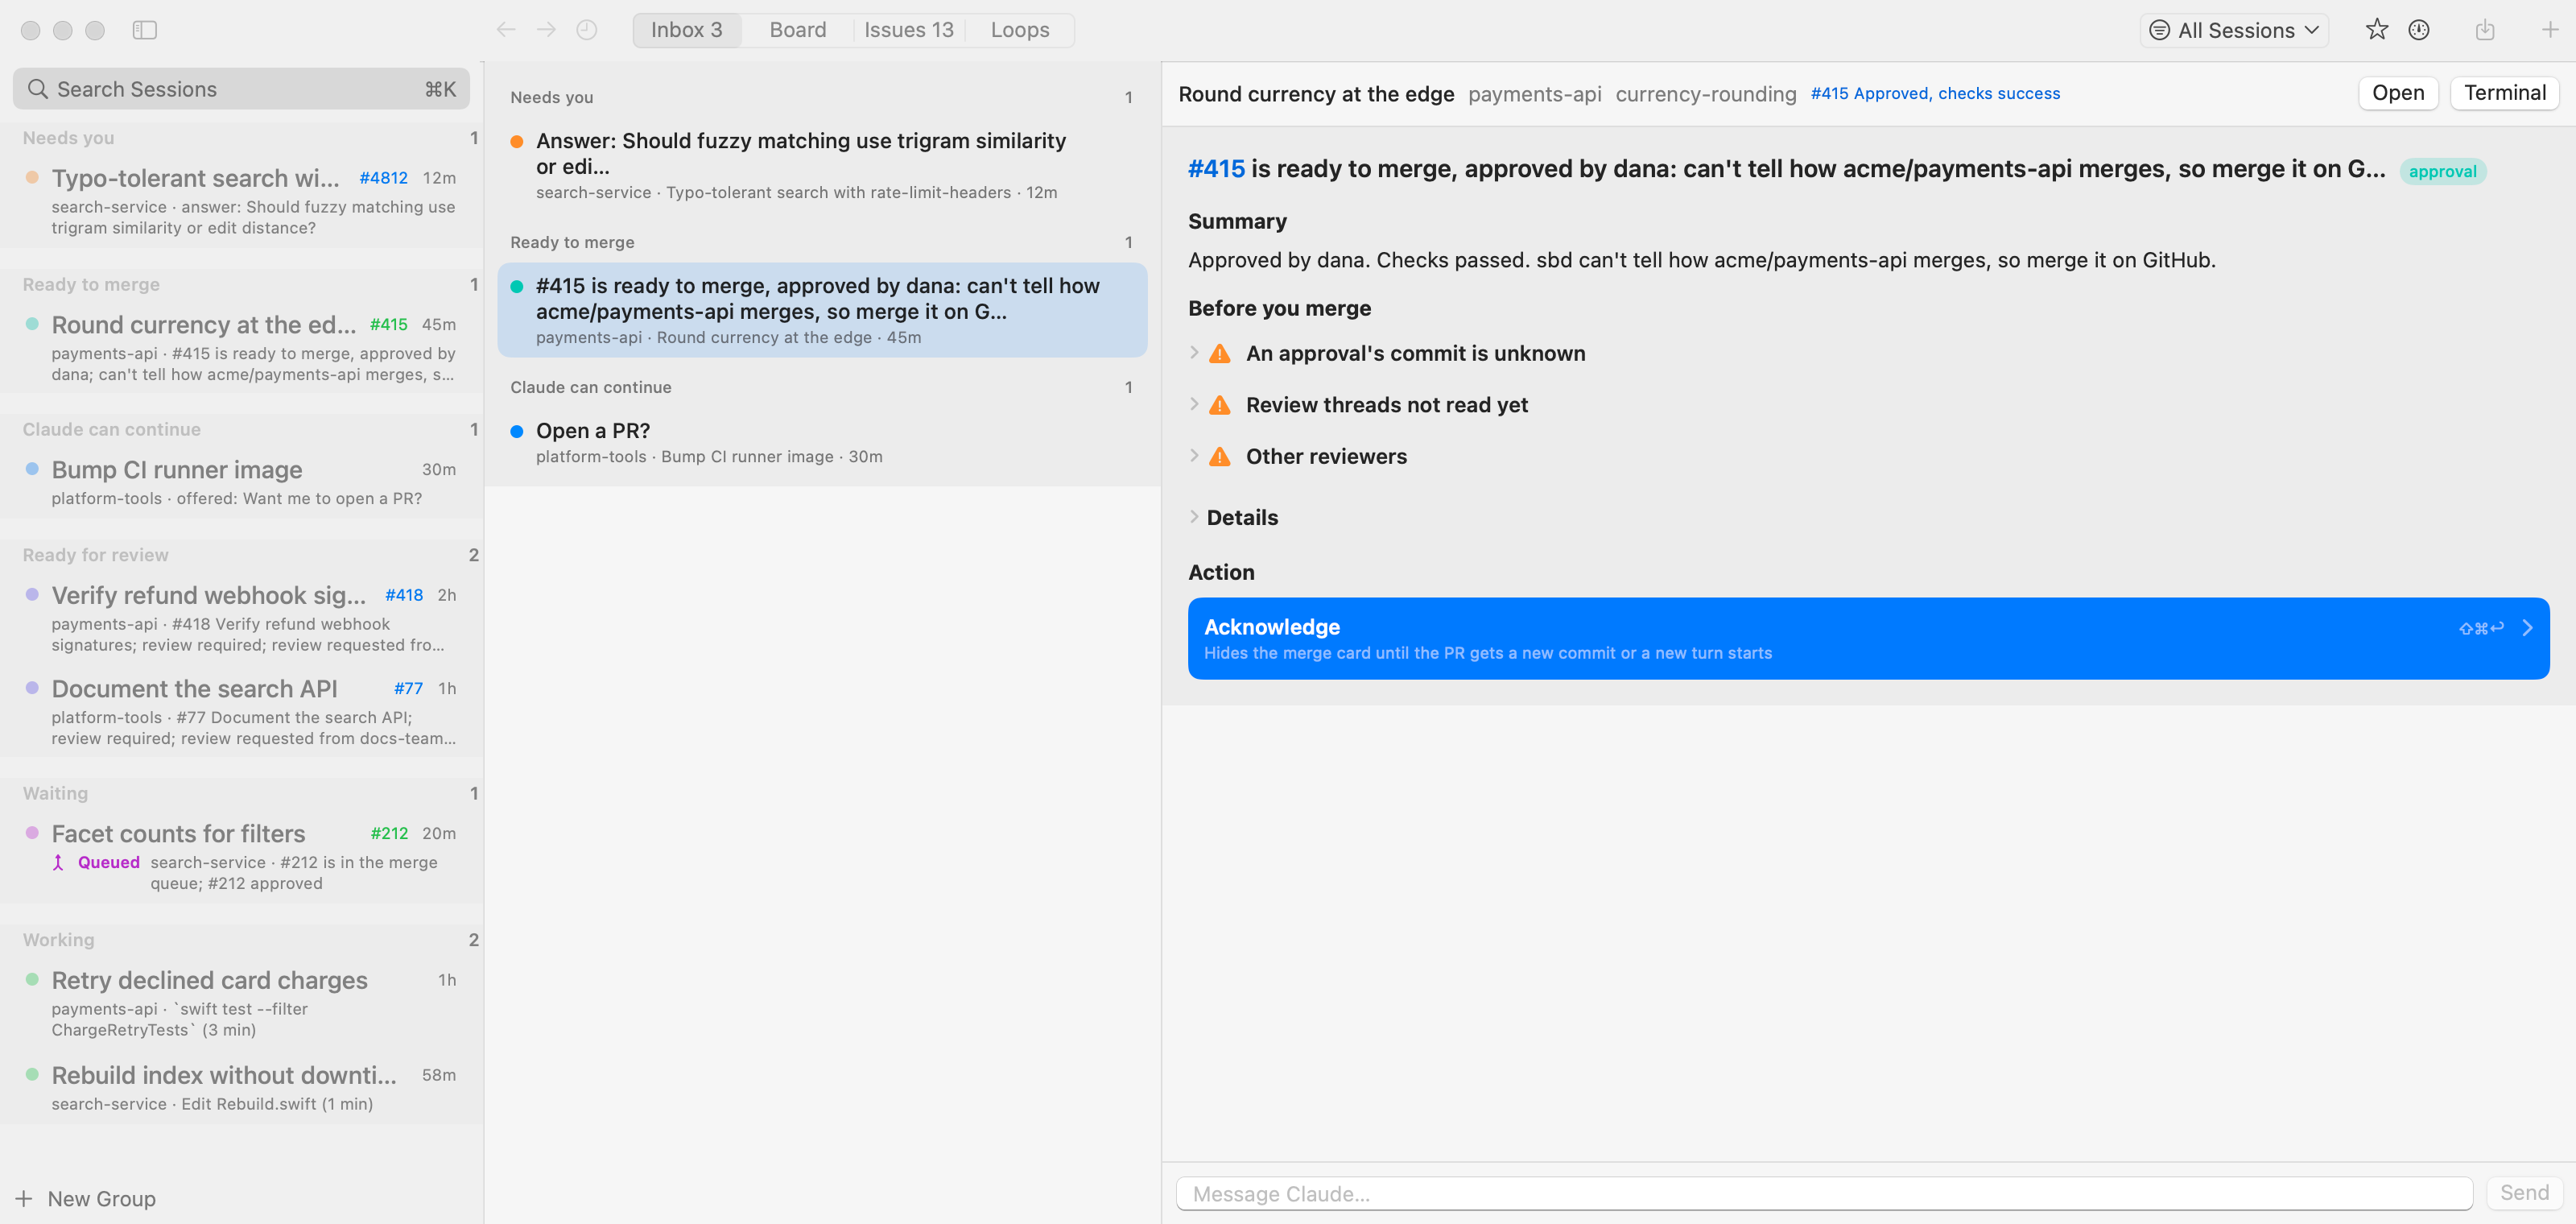 Inbox 3
Board
Issues 13
Loops
All Sessions
Search Sessions ⌘K
Needs you 1
Typo-tolerant search wi... #4812 12m
search-service · answer: Should fuzzy matching use
trigram similarity or edit distance?
Ready to merge 1
Round currency at the ed... #415 45m
payments-api · #415 is ready to merge, approved by
dana; can't tell how acme/payments-api merges, s...
Claude can continue 1
Bump CI runner image 30m
platform-tools · offered: Want me to open a PR?
Ready for review 2
Verify refund webhook sig... #418 2h
payments-api · #418 Verify refund webhook
signatures; review required; review requested fro...
Document the search API #77 1h
platform-tools · #77 Document the search API;
review required; review requested from docs-team...
Waiting 1
Facet counts for filters #212 20m
Queued search-service · #212 is in the merge
queue; #212 approved
Working 2
Retry declined card charges 1h
payments-api · `swift test --filter
ChargeRetryTests` (3 min)
Rebuild index without downti... 58m
search-service · Edit Rebuild.swift (1 min)
New Group
Needs you 1
Answer: Should fuzzy matching use trigram similarity
or edi...
search-service · Typo-tolerant search with rate-limit-headers · 12m
Ready to merge 1
#415 is ready to merge, approved by dana: can't tell how
acme/payments-api merges, so merge it on G...
payments-api · Round currency at the edge · 45m
Claude can continue 1
Open a PR?
platform-tools · Bump CI runner image · 30m
Round currency at the edge payments-api currency-rounding #415 Approved, checks success
Open
Terminal
#415 is ready to merge, approved by dana: can't tell how acme/payments-api merges, so merge it on G... approval
Summary
Approved by dana. Checks passed. sbd can't tell how acme/payments-api merges, so merge it on GitHub.
Before you merge
An approval's commit is unknown
Review threads not read yet
Other reviewers
Details
Action
Acknowledge ⇧⌘↩
Hides the merge card until the PR gets a new commit or a new turn starts
Message Claude...
Send